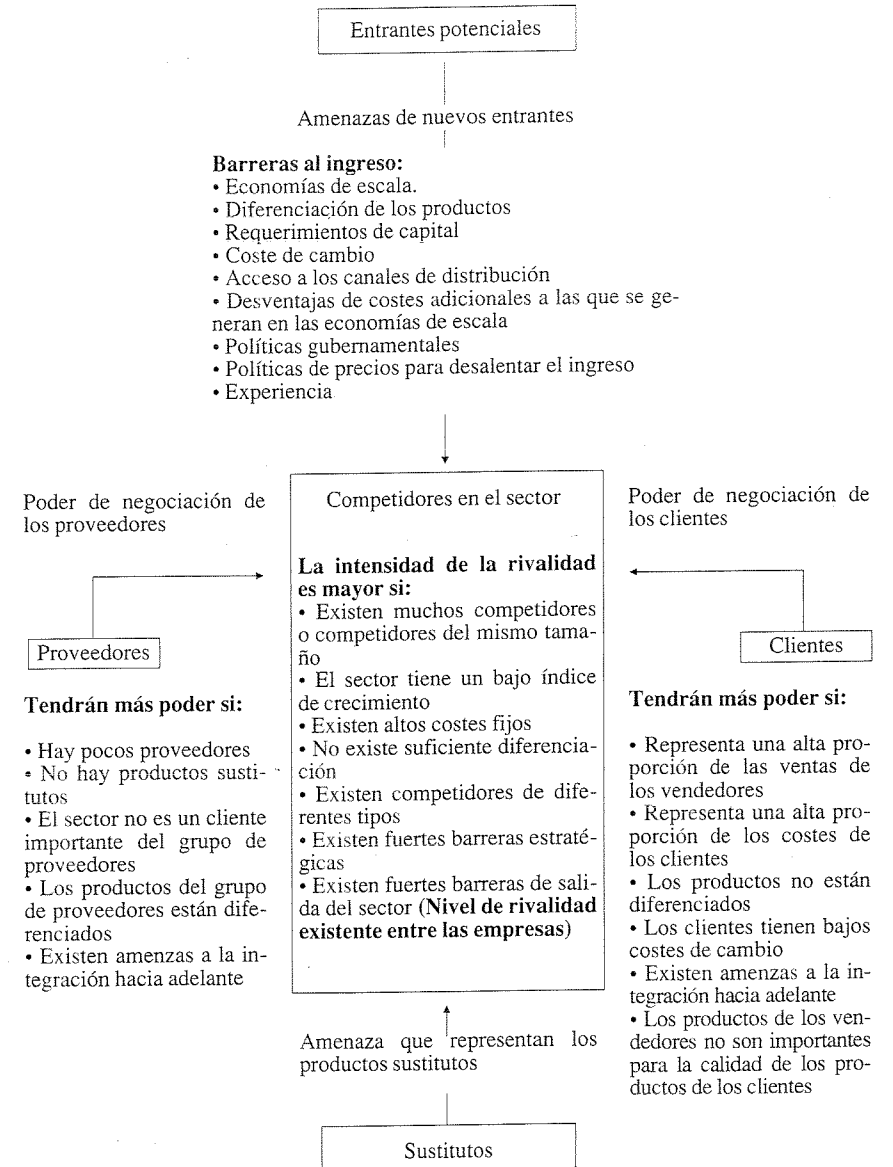 Entrantes potenciales
Amenazas de nuevos entrantes
Barreras al ingreso:
• Economías de escala.
• Diferenciación de los productos
• Requerimientos de capital
• Coste de cambio
• Acceso a los canales de distribución
• Desventajas de costes adicionales a las que se ge-
neran en las economías de escala
• Políticas gubernamentales
• Políticas de precios para desalentar el ingreso
• Experiencia
Poder de negociación de
los proveedores
Proveedores
Tendrán más poder si:
• Hay pocos proveedores
• No hay productos susti-
tutos
• El sector no es un cliente
importante del grupo de
proveedores
• Los productos del grupo
de proveedores están dife-
renciados
• Existen amenzas a la in-
tegración hacia adelante
Competidores en el sector
La intensidad de la rivalidad
es mayor si:
• Existen muchos competidores
o competidores del mismo tama-
ño
• El sector tiene un bajo índice
de crecimiento
• Existen altos costes fijos
• No existe suficiente diferencia-
ción
• Existen competidores de dife-
rentes tipos
• Existen fuertes barreras estraté-
gicas
• Existen fuertes barreras de sali-
da del sector (Nivel de rivalidad
existente entre las empresas)
Poder de negociación de
los clientes
Clientes
Tendrán más poder si:
• Representa una alta pro-
porción de las ventas de
los vendedores
• Representa una alta pro-
porción de los costes de
los clientes
• Los productos no están
diferenciados
• Los clientes tienen bajos
costes de cambio
• Existen amenzas a la in-
tegración hacia adelante
• Los productos de los ven-
dedores no son importantes
para la calidad de los pro-
ductos de los clientes
Amenaza que representan los
productos sustitutos
Sustitutos